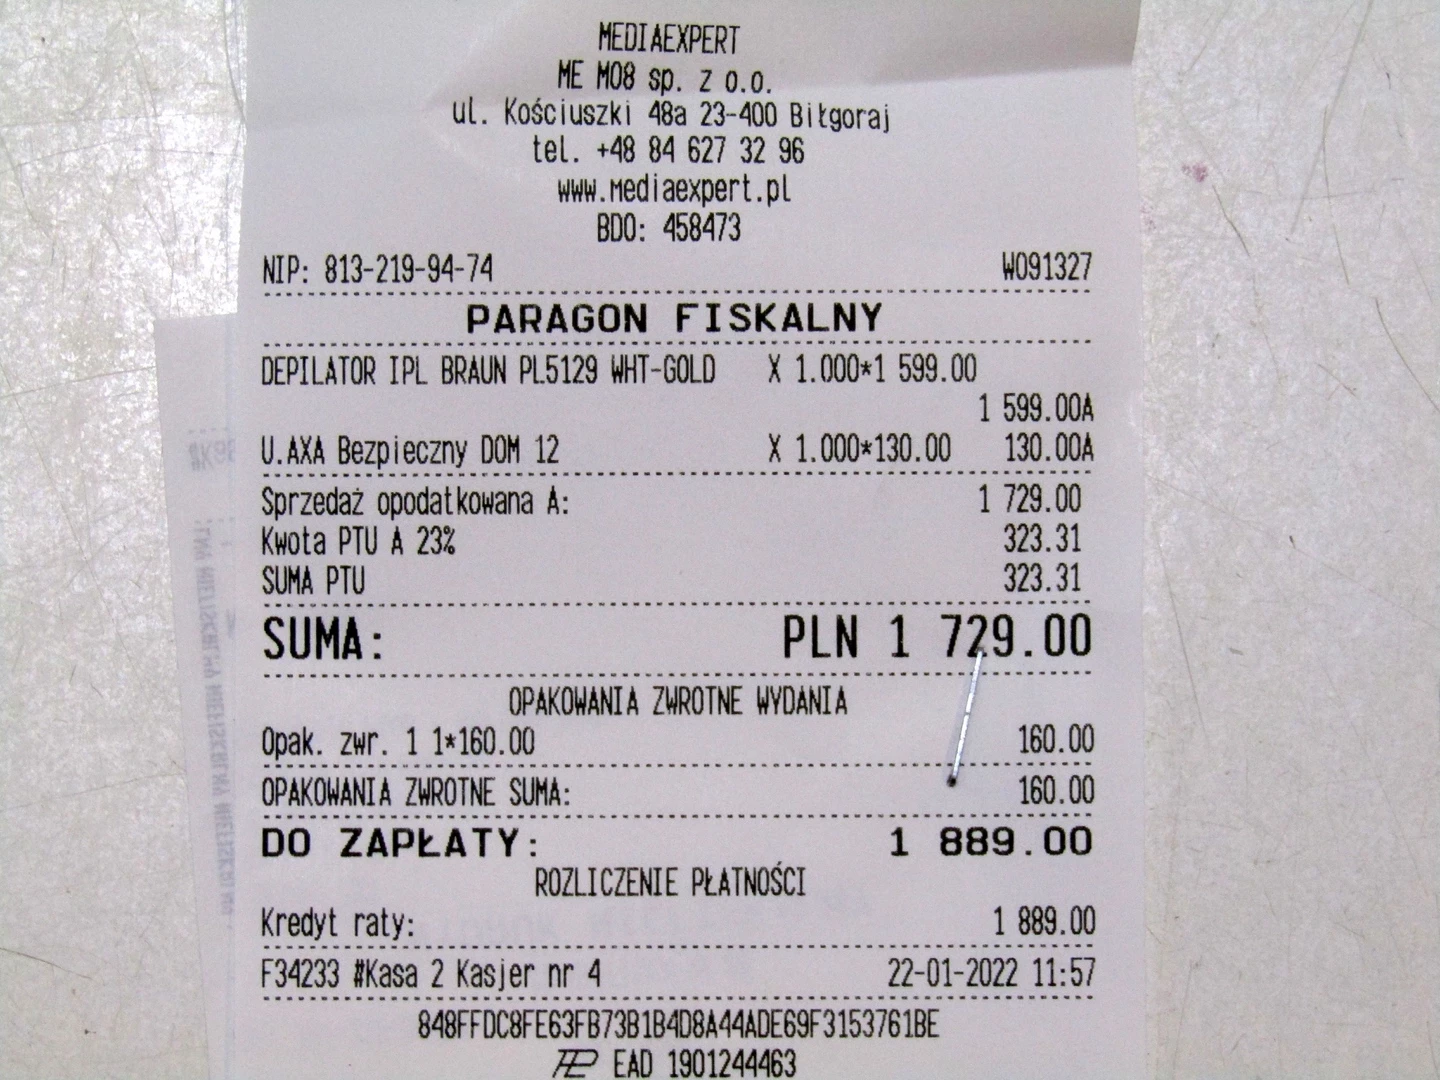 MEDIAEXPERT
ME M08 sp. z o.o.
ul. Kościuszki 48a 23-400 Biłgoraj
tel. +48 84 627 32 96
www.mediaexpert.pl
BDO: 458473
NIP: 813-219-94-74 W091327
PARAGON FISKALNY
DEPILATOR IPL BRAUN PL5129 WHT-GOLD X 1.000*1 599.00
1 599.00A
U.AXA Bezpieczny DOM 12 X 1.000*130.00 130.00A
Sprzedaż opodatkowana A: 1 729.00
Kwota PTU A 23% 323.31
SUMA PTU 323.31
SUMA: PLN 1 729.00
OPAKOWANIA ZWROTNE WYDANIA
Opak. zwr. 1 1*160.00 160.00
OPAKOWANIA ZWROTNE SUMA: 160.00
DO ZAPŁATY: 1 889.00
ROZLICZENIE PŁATNOŚCI
Kredyt raty: 1 889.00
F34233 #Kasa 2 Kasjer nr 4 22-01-2022 11:57
848FFDC8FE63FB73B1B4D8A44ADE69F3153761BE
EAD 1901244463